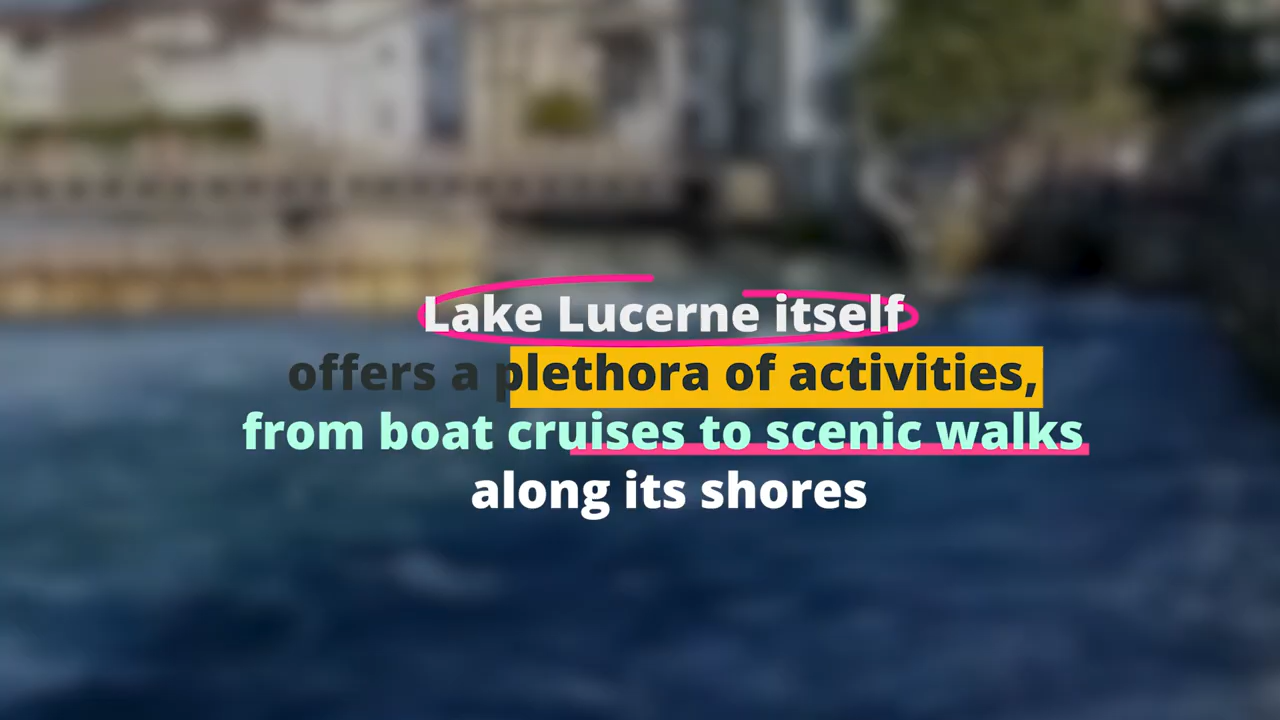 Lake Lucerne itself
offers a plethora of activities,
from boat cruises to scenic walks
along its shores